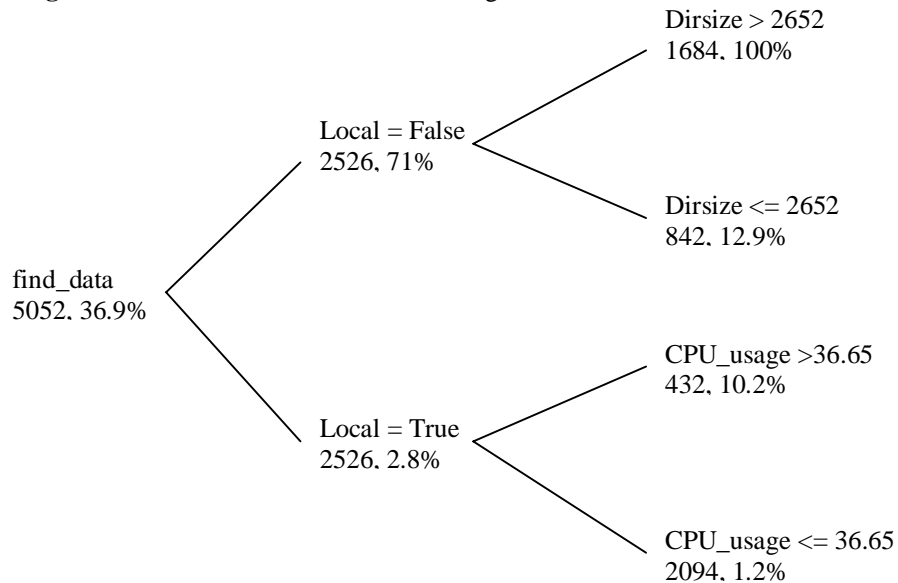 Dirsize > 2652
1684, 100%
Local = False
2526, 71%
Dirsize <= 2652
842, 12.9%
find_data
5052, 36.9%
CPU_usage >36.65
432, 10.2%
Local = True
2526, 2.8%
CPU_usage <= 36.65
2094, 1.2%